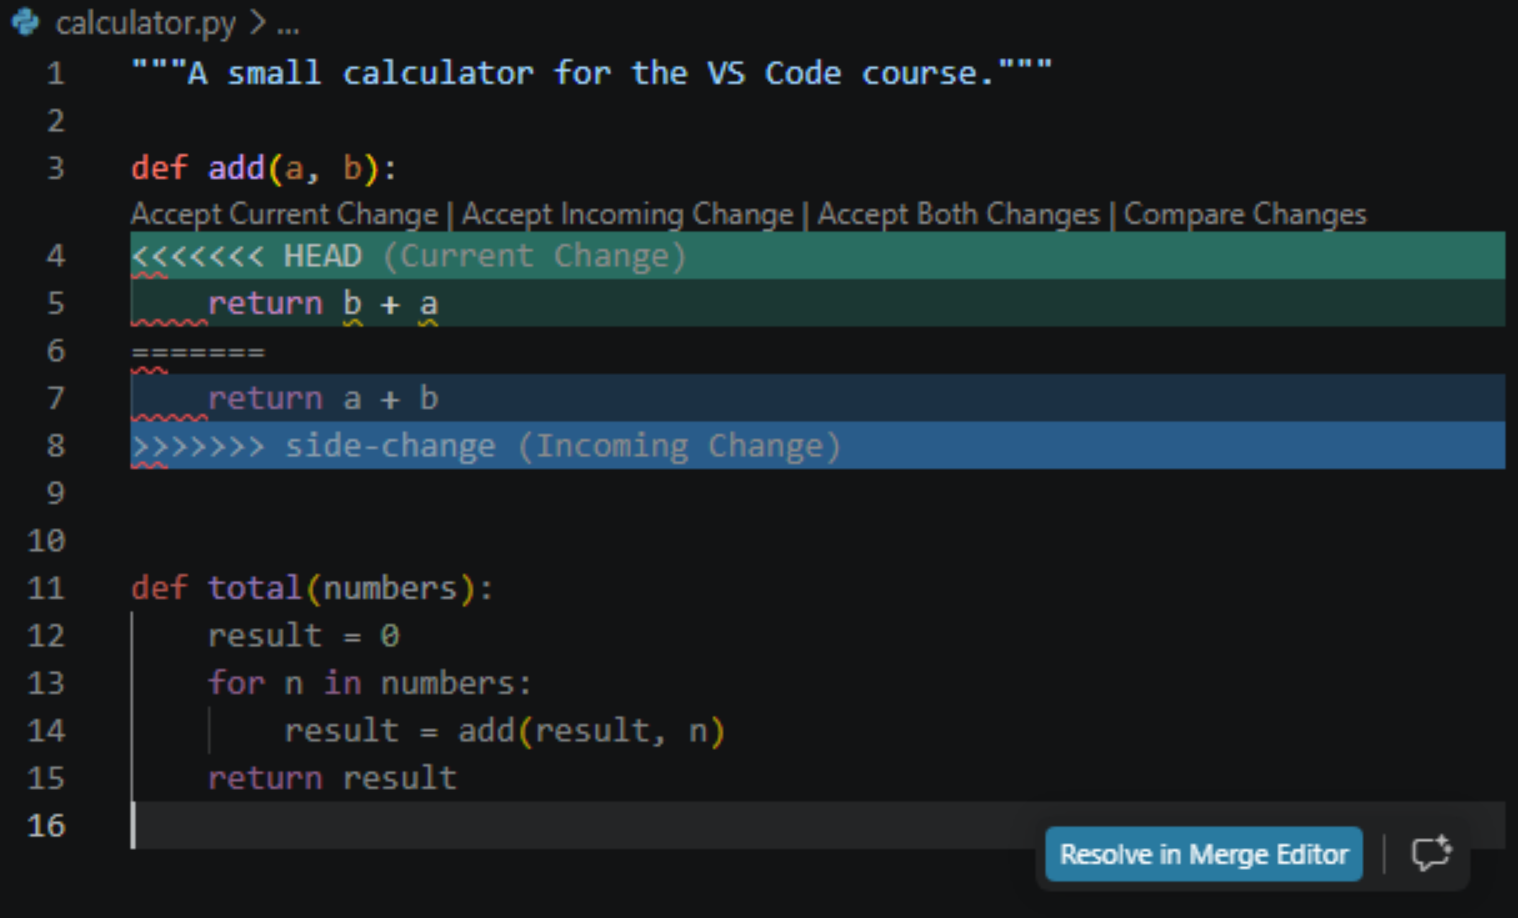 calculator.py > ...
1 """A small calculator for the VS Code course."""
2
3 def add(a, b):
Accept Current Change | Accept Incoming Change | Accept Both Changes | Compare Changes
4 <<<<<<< HEAD (Current Change)
5     return b + a
6 =======
7     return a + b
8 >>>>>>> side-change (Incoming Change)
9
10
11 def total(numbers):
12     result = 0
13     for n in numbers:
14         result = add(result, n)
15     return result
16
Resolve in Merge Editor